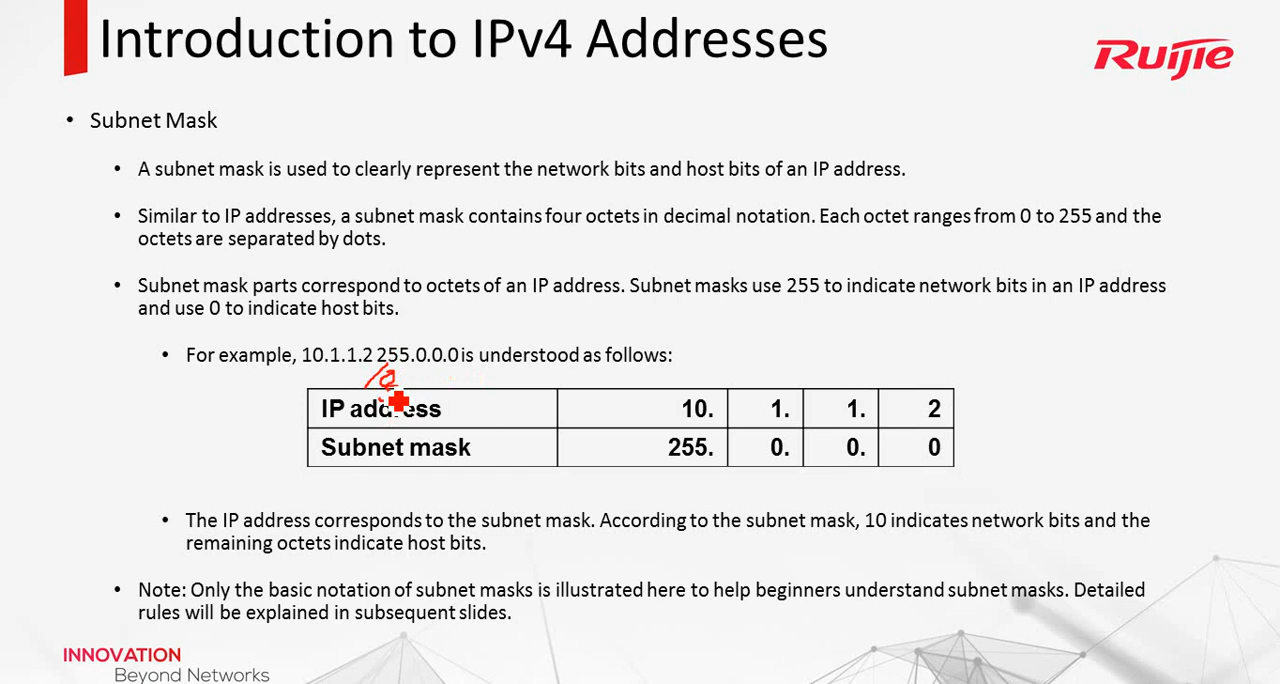 Introduction to IPv4 Addresses
Ruijie
• Subnet Mask
• A subnet mask is used to clearly represent the network bits and host bits of an IP address.
• Similar to IP addresses, a subnet mask contains four octets in decimal notation. Each octet ranges from 0 to 255 and the
octets are separated by dots.
• Subnet mask parts correspond to octets of an IP address. Subnet masks use 255 to indicate network bits in an IP address
and use 0 to indicate host bits.
• For example, 10.1.1.2 255.0.0.0 is understood as follows:
IP address 10. 1. 1. 2
Subnet mask 255. 0. 0. 0
• The IP address corresponds to the subnet mask. According to the subnet mask, 10 indicates network bits and the
remaining octets indicate host bits.
• Note: Only the basic notation of subnet masks is illustrated here to help beginners understand subnet masks. Detailed
rules will be explained in subsequent slides.
INNOVATION
Beyond Networks